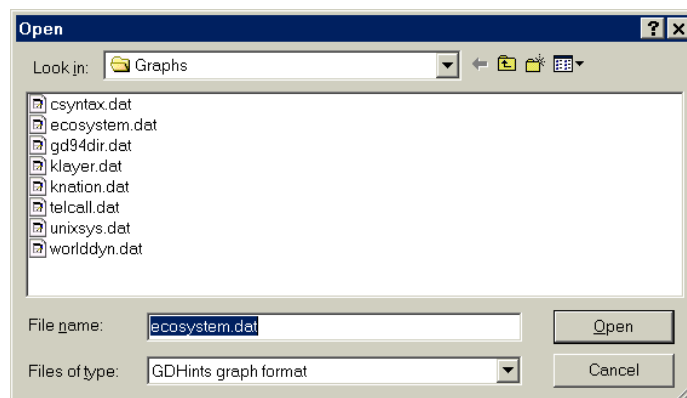 Open
Look in: Graphs
csyntax.dat
ecosystem.dat
gd94dir.dat
klayer.dat
knation.dat
telcall.dat
unixsys.dat
worlddyn.dat
File name: ecosystem.dat Open
Files of type: GDHints graph format Cancel